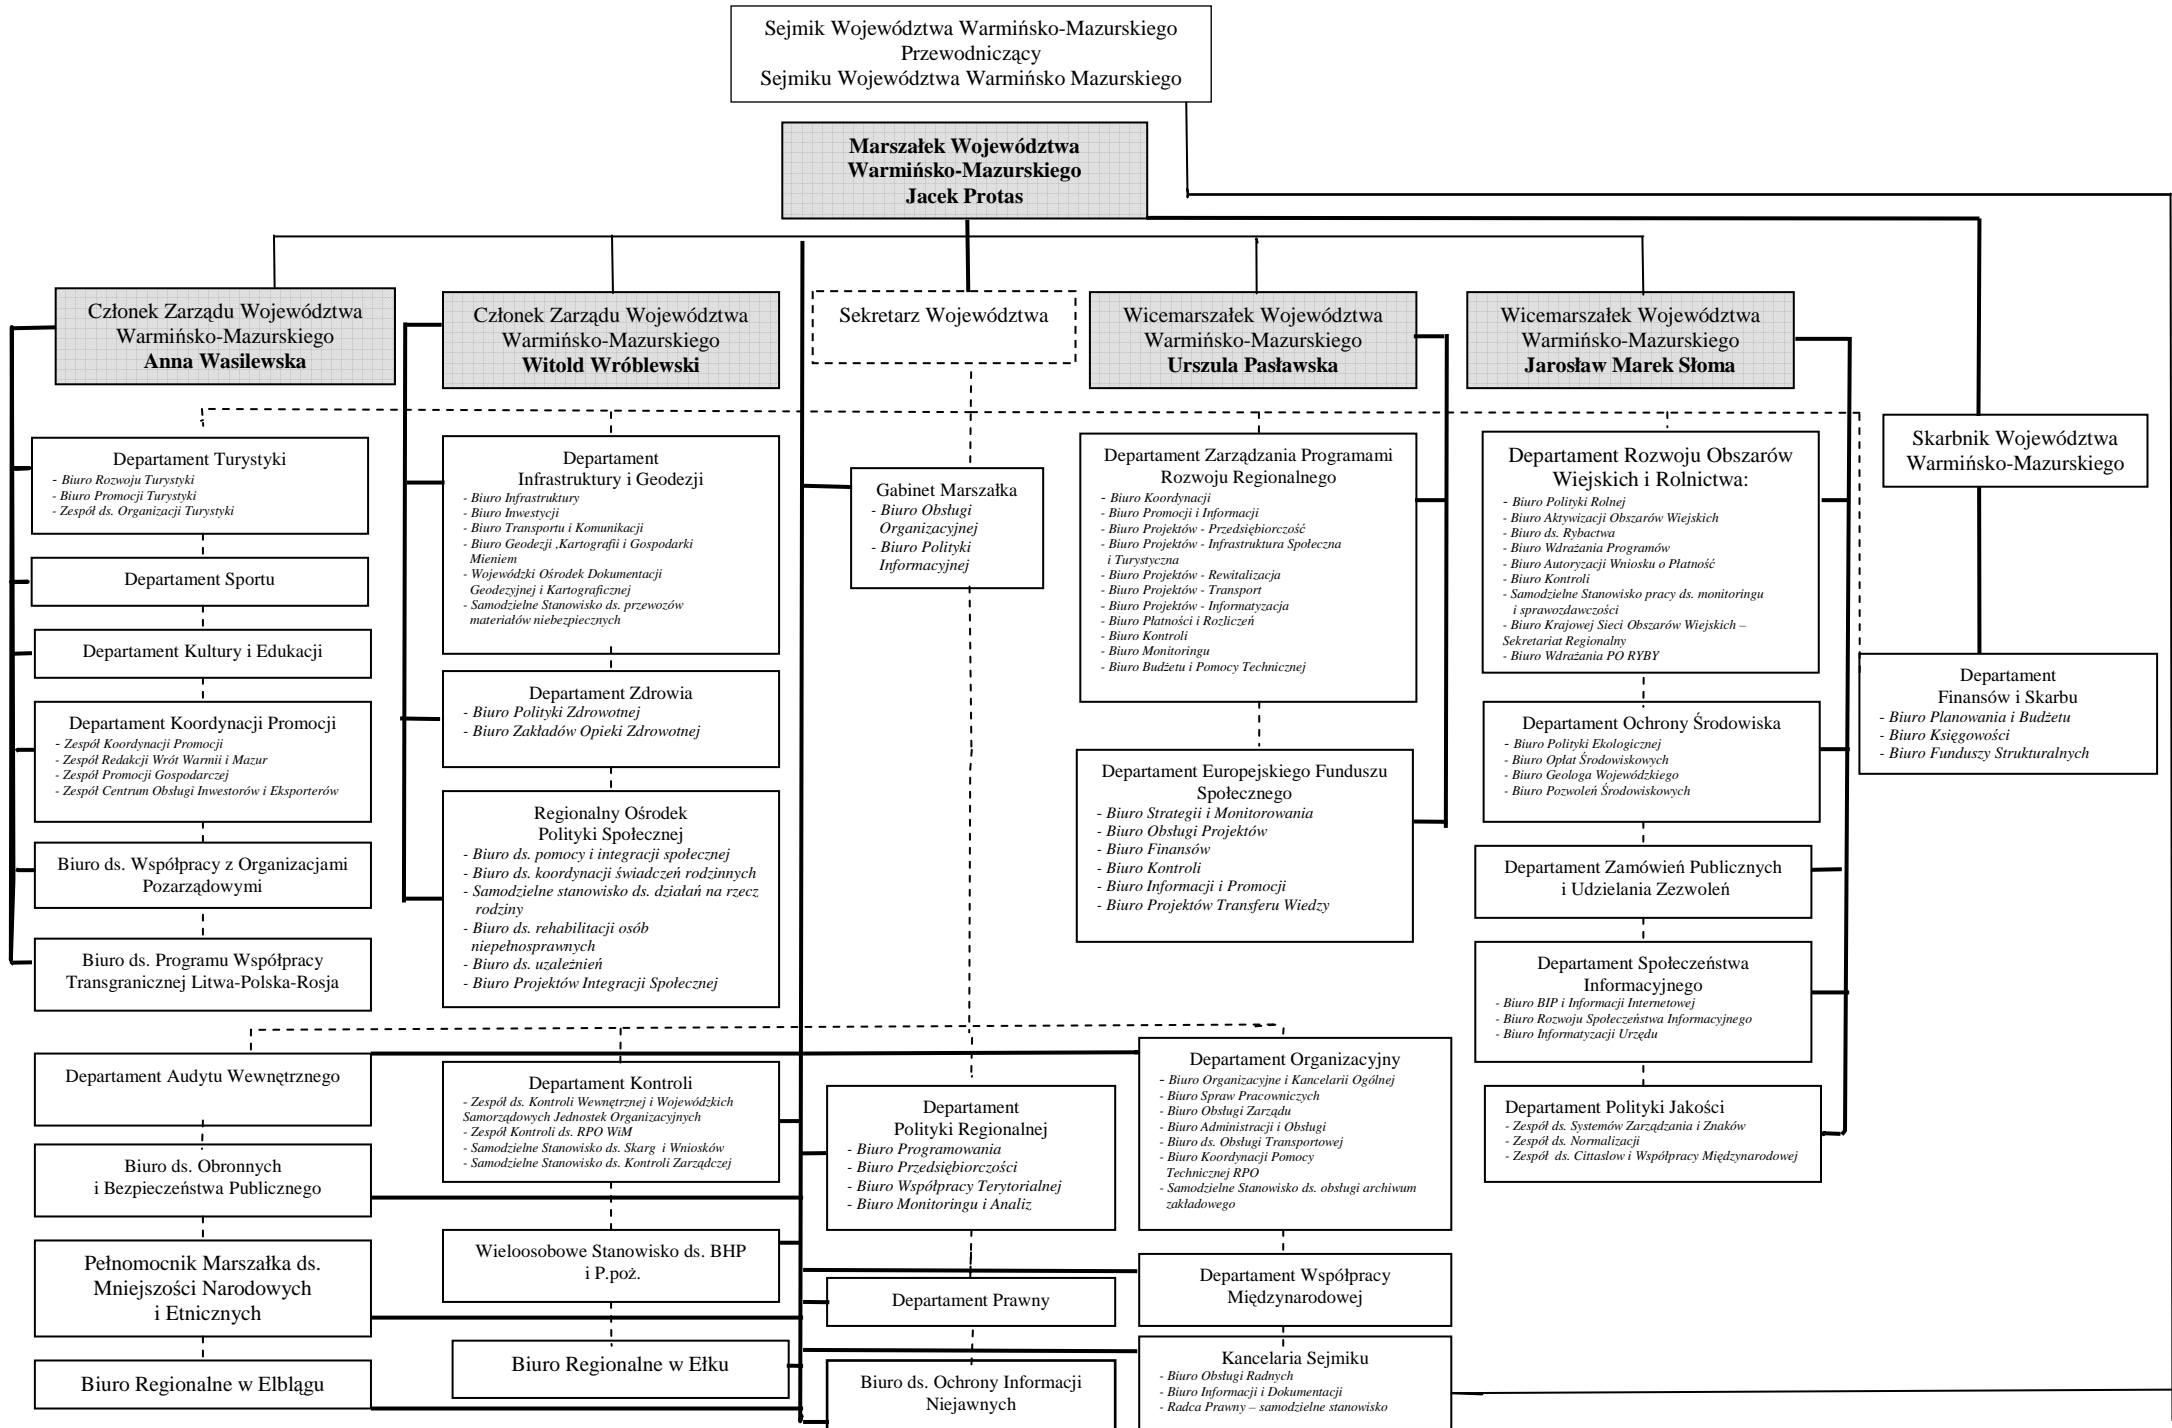 Sejmik Województwa Warmińsko-Mazurskiego
Przewodniczący
Sejmiku Województwa Warmińsko Mazurskiego
Marszałek Województwa
Warmińsko-Mazurskiego
Jacek Protas
Członek Zarządu Województwa
Warmińsko-Mazurskiego
Anna Wasilewska
Członek Zarządu Województwa
Warmińsko-Mazurskiego
Witold Wróblewski
Sekretarz Województwa
Wicemarszałek Województwa
Warmińsko-Mazurskiego
Urszula Pasławska
Wicemarszałek Województwa
Warmińsko-Mazurskiego
Jarosław Marek Słoma
Skarbnik Województwa
Warmińsko-Mazurskiego
Departament Turystyki
- Biuro Rozwoju Turystyki
- Biuro Promocji Turystyki
- Zespół ds. Organizacji Turystyki
Departament Sportu
Departament Kultury i Edukacji
Departament Koordynacji Promocji
- Zespół Koordynacji Promocji
- Zespół Redakcji Wrót Warmii i Mazur
- Zespół Promocji Gospodarczej
- Zespół Centrum Obsługi Inwestorów i Eksporterów
Biuro ds. Współpracy z Organizacjami
Pozarządowymi
Biuro ds. Programu Współpracy
Transgranicznej Litwa-Polska-Rosja
Departament
Infrastruktury i Geodezji
- Biuro Infrastruktury
- Biuro Inwestycji
- Biuro Transportu i Komunikacji
- Biuro Geodezji ,Kartografii i Gospodarki
Mieniem
- Wojewódzki Ośrodek Dokumentacji
Geodezyjnej i Kartograficznej
- Samodzielne Stanowisko ds. przewozów
materiałów niebezpiecznych
Departament Zdrowia
- Biuro Polityki Zdrowotnej
- Biuro Zakładów Opieki Zdrowotnej
Regionalny Ośrodek
Polityki Społecznej
- Biuro ds. pomocy i integracji społecznej
- Biuro ds. koordynacji świadczeń rodzinnych
- Samodzielne stanowisko ds. działań na rzecz
rodziny
- Biuro ds. rehabilitacji osób
niepełnosprawnych
- Biuro ds. uzależnień
- Biuro Projektów Integracji Społecznej
Gabinet Marszałka
- Biuro Obsługi
Organizacyjnej
- Biuro Polityki
Informacyjnej
Departament Zarządzania Programami
Rozwoju Regionalnego
- Biuro Koordynacji
- Biuro Promocji i Informacji
- Biuro Projektów - Przedsiębiorczość
- Biuro Projektów - Infrastruktura Społeczna
i Turystyczna
- Biuro Projektów - Rewitalizacja
- Biuro Projektów - Transport
- Biuro Projektów - Informatyzacja
- Biuro Płatności i Rozliczeń
- Biuro Kontroli
- Biuro Monitoringu
- Biuro Budżetu i Pomocy Technicznej
Departament Europejskiego Funduszu
Społecznego
- Biuro Strategii i Monitorowania
- Biuro Obsługi Projektów
- Biuro Finansów
- Biuro Kontroli
- Biuro Informacji i Promocji
- Biuro Projektów Transferu Wiedzy
Departament Rozwoju Obszarów
Wiejskich i Rolnictwa:
- Biuro Polityki Rolnej
- Biuro Aktywizacji Obszarów Wiejskich
- Biuro ds. Rybactwa
- Biuro Wdrażania Programów
- Biuro Autoryzacji Wniosku o Płatność
- Biuro Kontroli
- Samodzielne Stanowisko pracy ds. monitoringu
i sprawozdawczości
- Biuro Krajowej Sieci Obszarów Wiejskich –
Sekretariat Regionalny
- Biuro Wdrażania PO RYBY
Departament Ochrony Środowiska
- Biuro Polityki Ekologicznej
- Biuro Opłat Środowiskowych
- Biuro Geologa Wojewódzkiego
- Biuro Pozwoleń Środowiskowych
Departament Zamówień Publicznych
i Udzielania Zezwoleń
Departament Społeczeństwa
Informacyjnego
- Biuro BIP i Informacji Internetowej
- Biuro Rozwoju Społeczeństwa Informacyjnego
- Biuro Informatyzacji Urzędu
Departament Polityki Jakości
- Zespół ds. Systemów Zarządzania i Znaków
- Zespół ds. Normalizacji
- Zespół ds. Cittaslow i Współpracy Międzynarodowej
Departament
Finansów i Skarbu
- Biuro Planowania i Budżetu
- Biuro Księgowości
- Biuro Funduszy Strukturalnych
Departament Audytu Wewnętrznego
Biuro ds. Obronnych
i Bezpieczeństwa Publicznego
Pełnomocnik Marszałka ds.
Mniejszości Narodowych
i Etnicznych
Biuro Regionalne w Elblągu
Departament Kontroli
- Zespół ds. Kontroli Wewnętrznej i Wojewódzkich
Samorządowych Jednostek Organizacyjnych
- Zespół Kontroli ds. RPO WiM
- Samodzielne Stanowisko ds. Skarg i Wniosków
- Samodzielne Stanowisko ds. Kontroli Zarządczej
Wieloosobowe Stanowisko ds. BHP
i P.poż.
Biuro Regionalne w Ełku
Departament
Polityki Regionalnej
- Biuro Programowania
- Biuro Przedsiębiorczości
- Biuro Współpracy Terytorialnej
- Biuro Monitoringu i Analiz
Departament Prawny
Biuro ds. Ochrony Informacji
Niejawnych
Departament Organizacyjny
- Biuro Organizacyjne i Kancelarii Ogólnej
- Biuro Spraw Pracowniczych
- Biuro Obsługi Zarządu
- Biuro Administracji i Obsługi
- Biuro ds. Obsługi Transportowej
- Biuro Koordynacji Pomocy
Technicznej RPO
- Samodzielne Stanowisko ds. obsługi archiwum
zakładowego
Departament Współpracy
Międzynarodowej
Kancelaria Sejmiku
- Biuro Obsługi Radnych
- Biuro Informacji i Dokumentacji
- Radca Prawny – samodzielne stanowisko